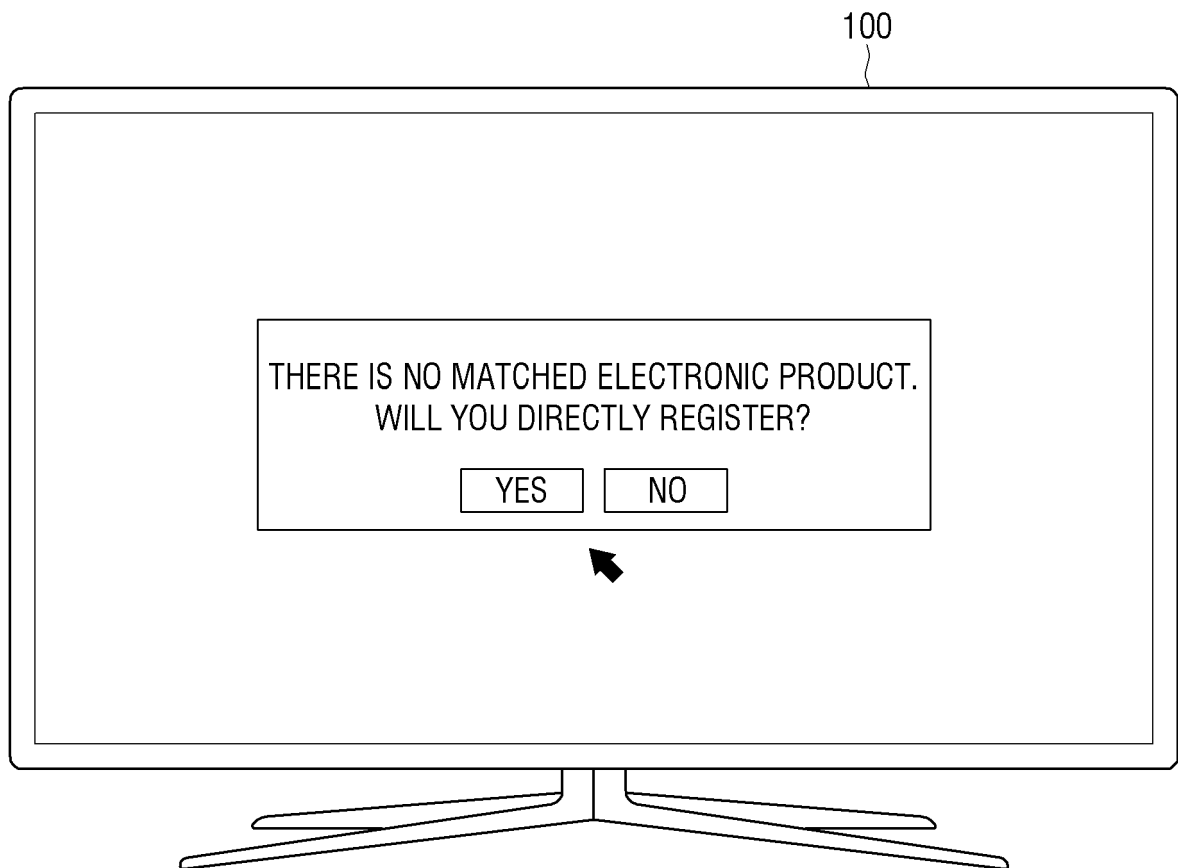 100
THERE IS NO MATCHED ELECTRONIC PRODUCT.
WILL YOU DIRECTLY REGISTER?
YES NO